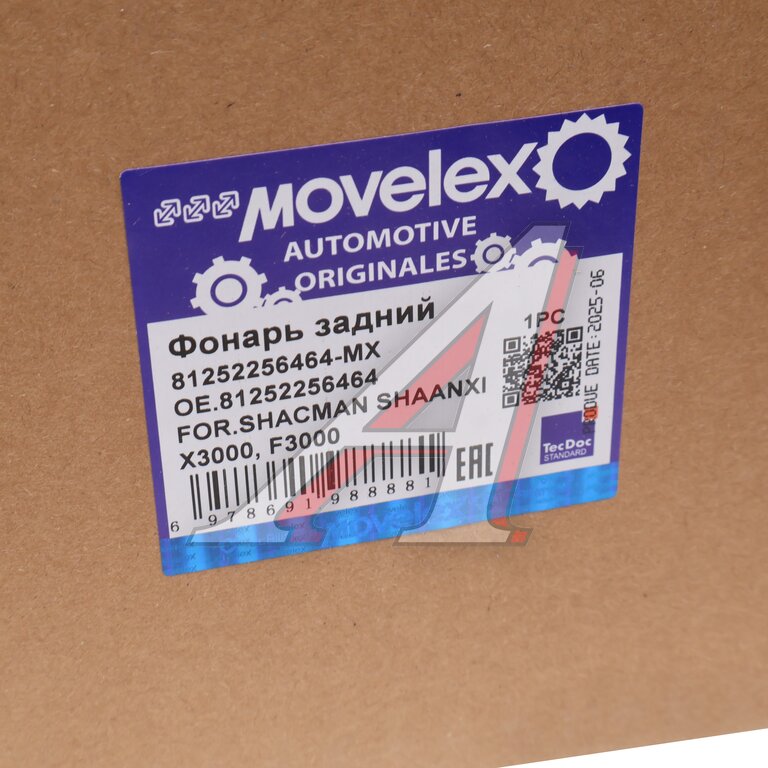 MOVelex
AUTOMOTIVE
ORIGINALES
Фонарь задний
81252256464-MX
OE.81252256464
FOR.SHACMAN SHAANXI
X3000, F3000
1PC
DATE: 2025-06
TecDoc
STANDARD
EAC
6 978691 988881
Movelex